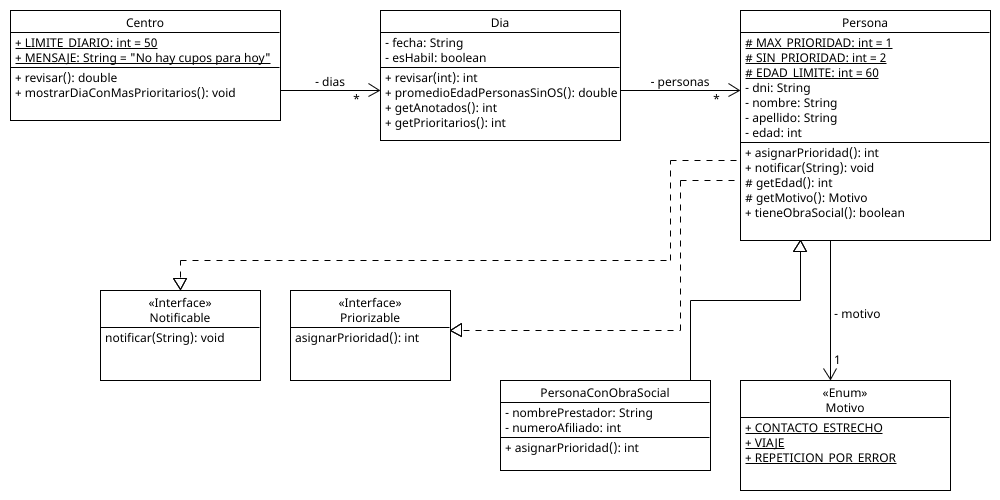 Centro
+ LIMITE_DIARIO: int = 50
+ MENSAJE: String = "No hay cupos para hoy"
+ revisar(): double
+ mostrarDiaConMasPrioritarios(): void
- dias
*
Dia
- fecha: String
- esHabil: boolean
+ revisar(int): int
+ promedioEdadPersonasSinOS(): double
+ getAnotados(): int
+ getPrioritarios(): int
- personas
*
Persona
# MAX_PRIORIDAD: int = 1
# SIN_PRIORIDAD: int = 2
# EDAD_LIMITE: int = 60
- dni: String
- nombre: String
- apellido: String
- edad: int
+ asignarPrioridad(): int
+ notificar(String): void
# getEdad(): int
# getMotivo(): Motivo
+ tieneObraSocial(): boolean
«Interface»
Notificable
notificar(String): void
«Interface»
Priorizable
asignarPrioridad(): int
- motivo
1
PersonaConObraSocial
- nombrePrestador: String
- numeroAfiliado: int
+ asignarPrioridad(): int
«Enum»
Motivo
+ CONTACTO_ESTRECHO
+ VIAJE
+ REPETICION_POR_ERROR